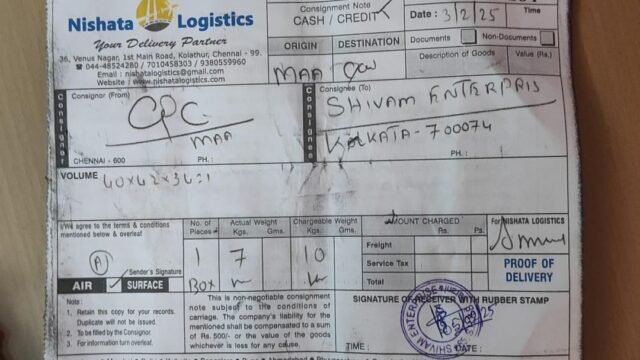 Nishata Logistics
Your Delivery Partner
36, Venus Nagar, 1st Main Road, Kolathur, Chennai - 99.
044-48524280 / 7010458303 / 9380559960
Email : nishatalogistics@gmail.com
Website : www.nishatalogistics.com
Consignment Note
CASH / CREDIT
Date : 3/2/25
Time
ORIGIN DESTINATION
Documents
Non-Documents
Description of Goods
Value (Rs.)
MAA CCU
Consignor
Consignor (From)
CPC
MAA
CHENNAI - 600 PH. :
Consignee
Consignee (To)
SHIVAM ENTERPRIS
KOLKATA - 700074
PH. :
VOLUME 40x42x34=1
I/We agree to the terms & conditions
mentioned below & overleaf
Sender's Signature
AIR ✓ SURFACE
No. of Pieces
Actual Weight
Kgs. Gms.
Chargeable Weight
Kgs. Gms.
1 7 10
BOX
AMOUNT CHARGED
Rs. Ps.
Freight
Service Tax
Total
For NISHATA LOGISTICS
PROOF OF
DELIVERY
Note :
1. Retain this copy for your records.
Duplicate will not be issued.
2. To be filled by the Consignor.
3. For information turn overleaf.
This is non-negotiable consignment
note subject to the conditions of
carriage. The company's liability for
the mentioned shall be compensated to a
sum of Rs. 500/- or the value of the goods
whichever is less for any cause.
SIGNATURE OF RECEIVER WITH RUBBER STAMP
SHIVAM ENTERPRISE
TIME : DATE :